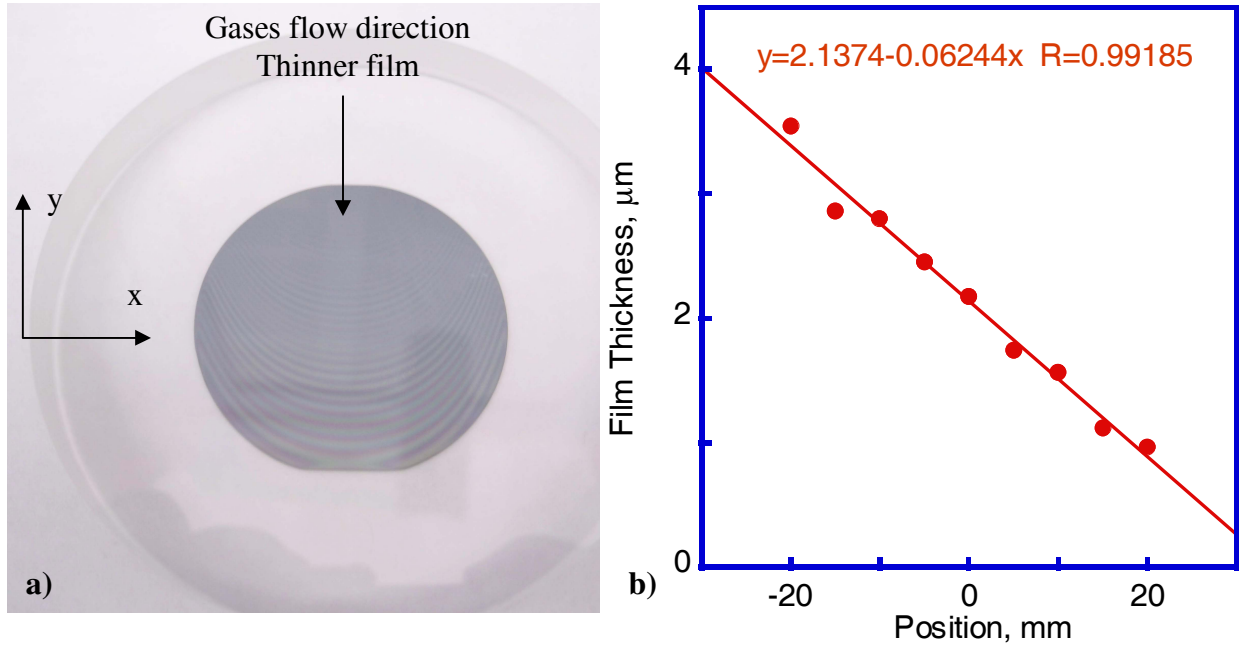 Gases flow direction
Thinner film
y
x
a)
y=2.1374-0.06244x R=0.99185
4
2
0
Film Thickness, μm
-20 0 20
Position, mm
b)